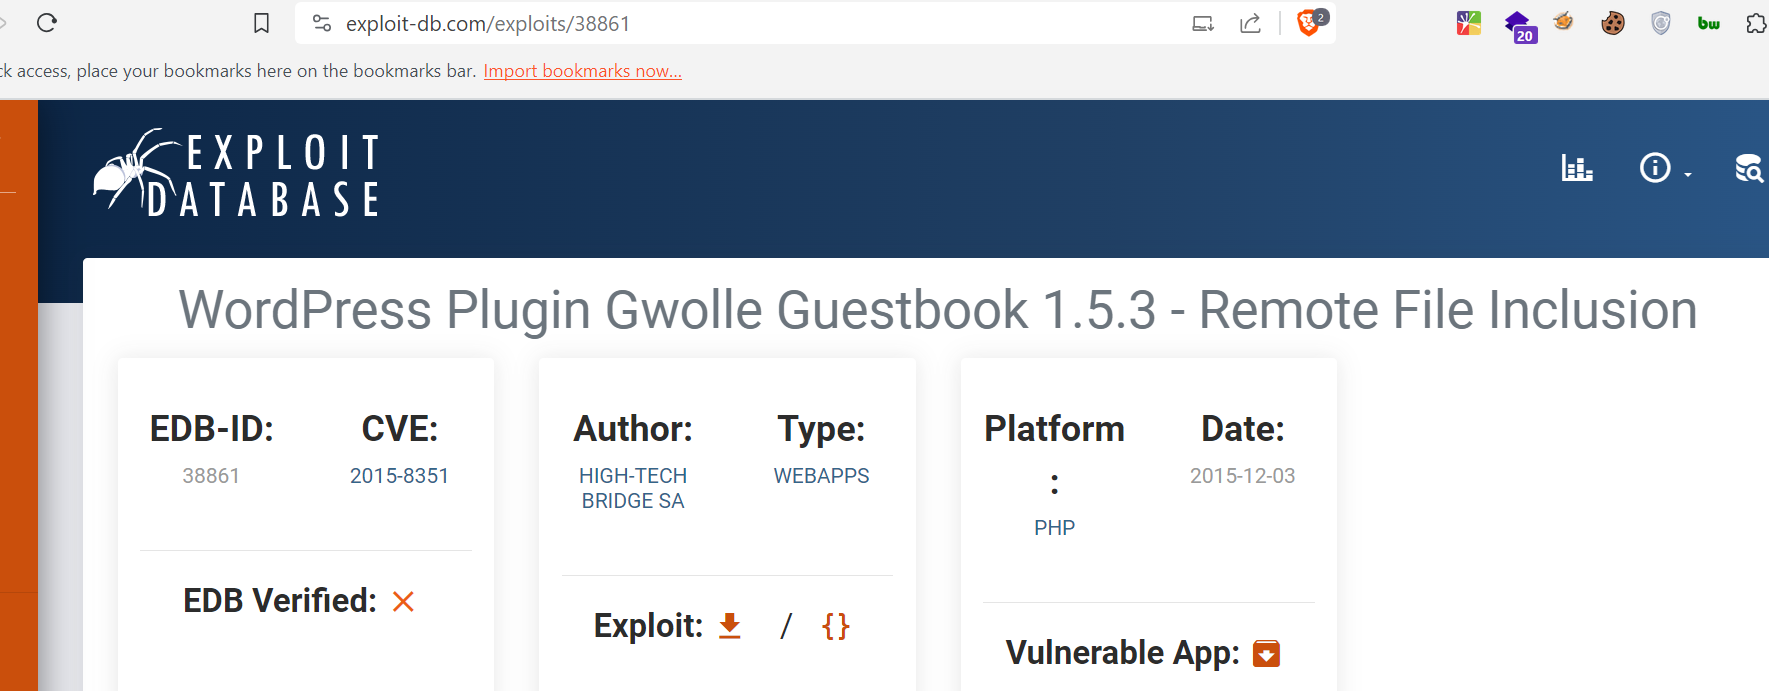 exploit-db.com/exploits/38861
2
20
bw
ck access, place your bookmarks here on the bookmarks bar. Import bookmarks now...
EXPLOIT
DATABASE
WordPress Plugin Gwolle Guestbook 1.5.3 - Remote File Inclusion
EDB-ID:
38861
CVE:
2015-8351
EDB Verified:
Author:
HIGH-TECH
BRIDGE SA
Type:
WEBAPPS
Exploit: / {}
Platform
:
PHP
Date:
2015-12-03
Vulnerable App: